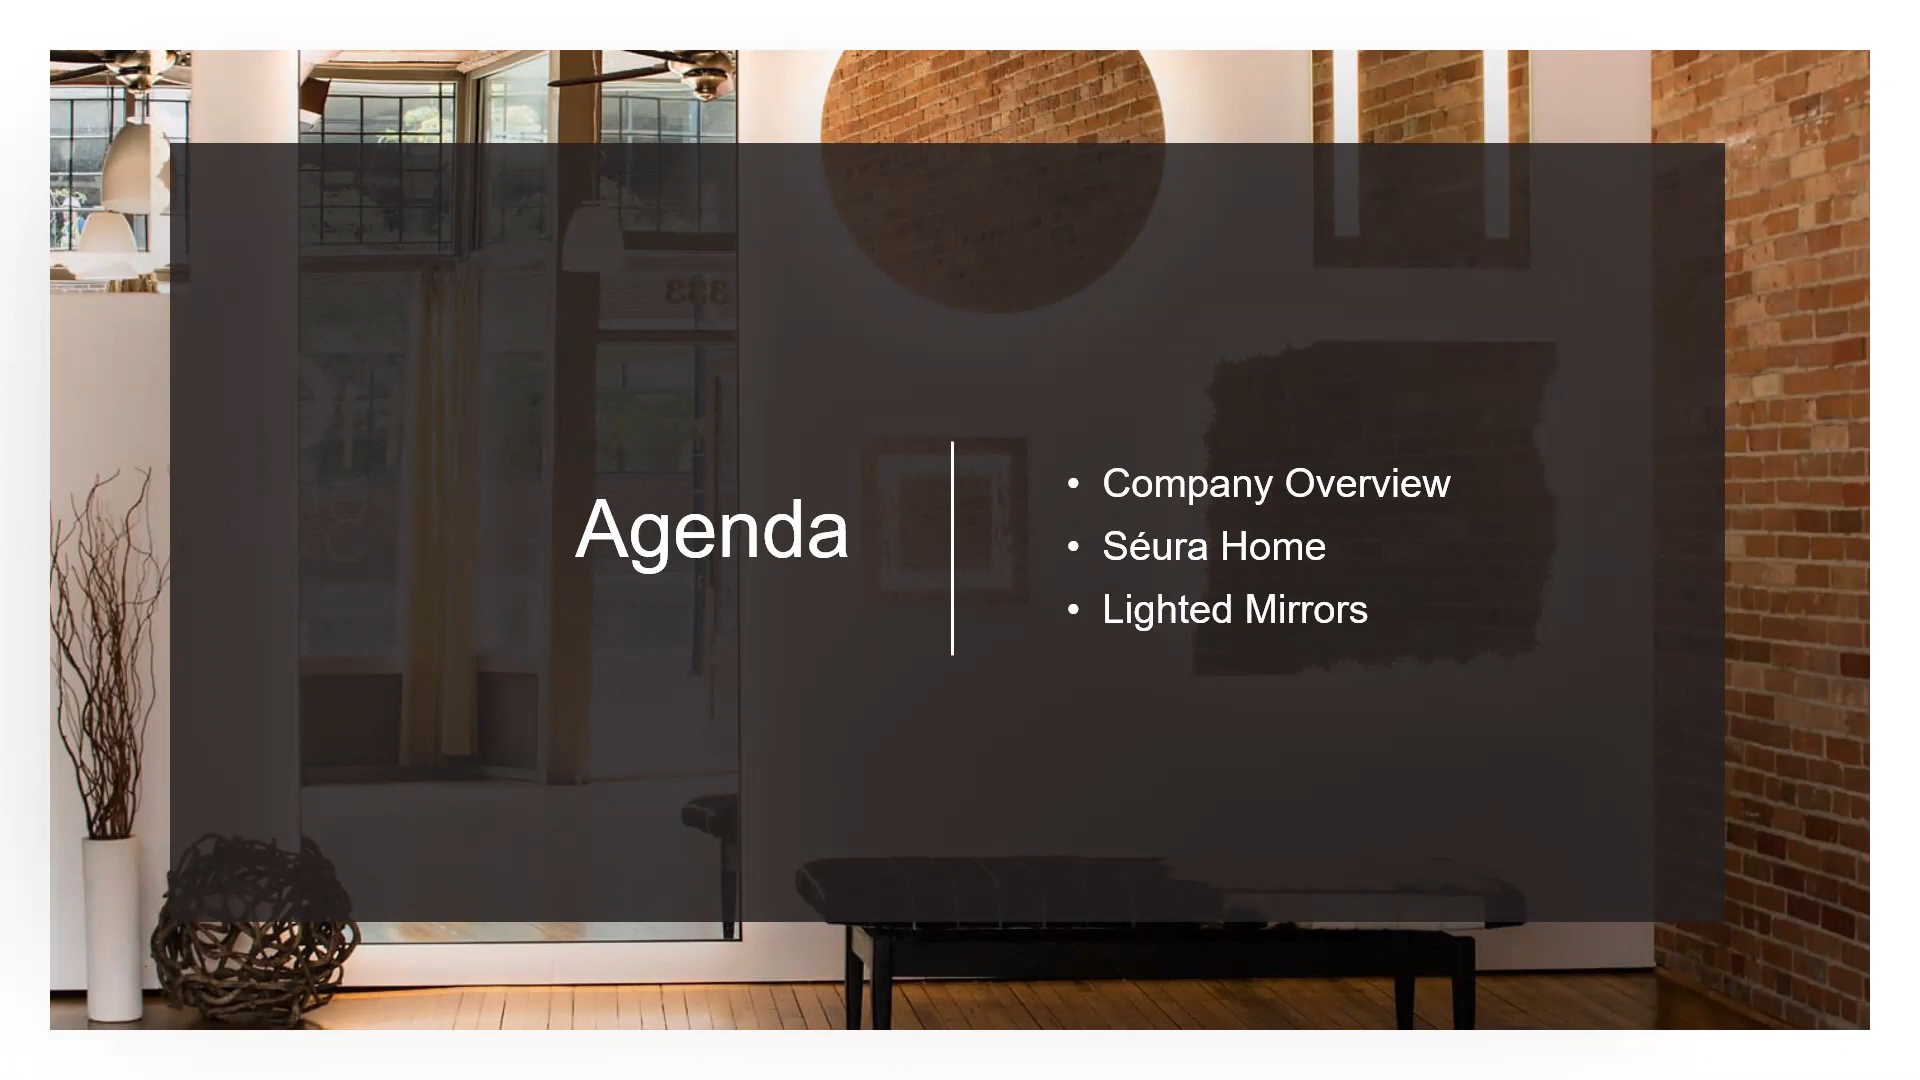 Agenda
• Company Overview
• Séura Home
• Lighted Mirrors